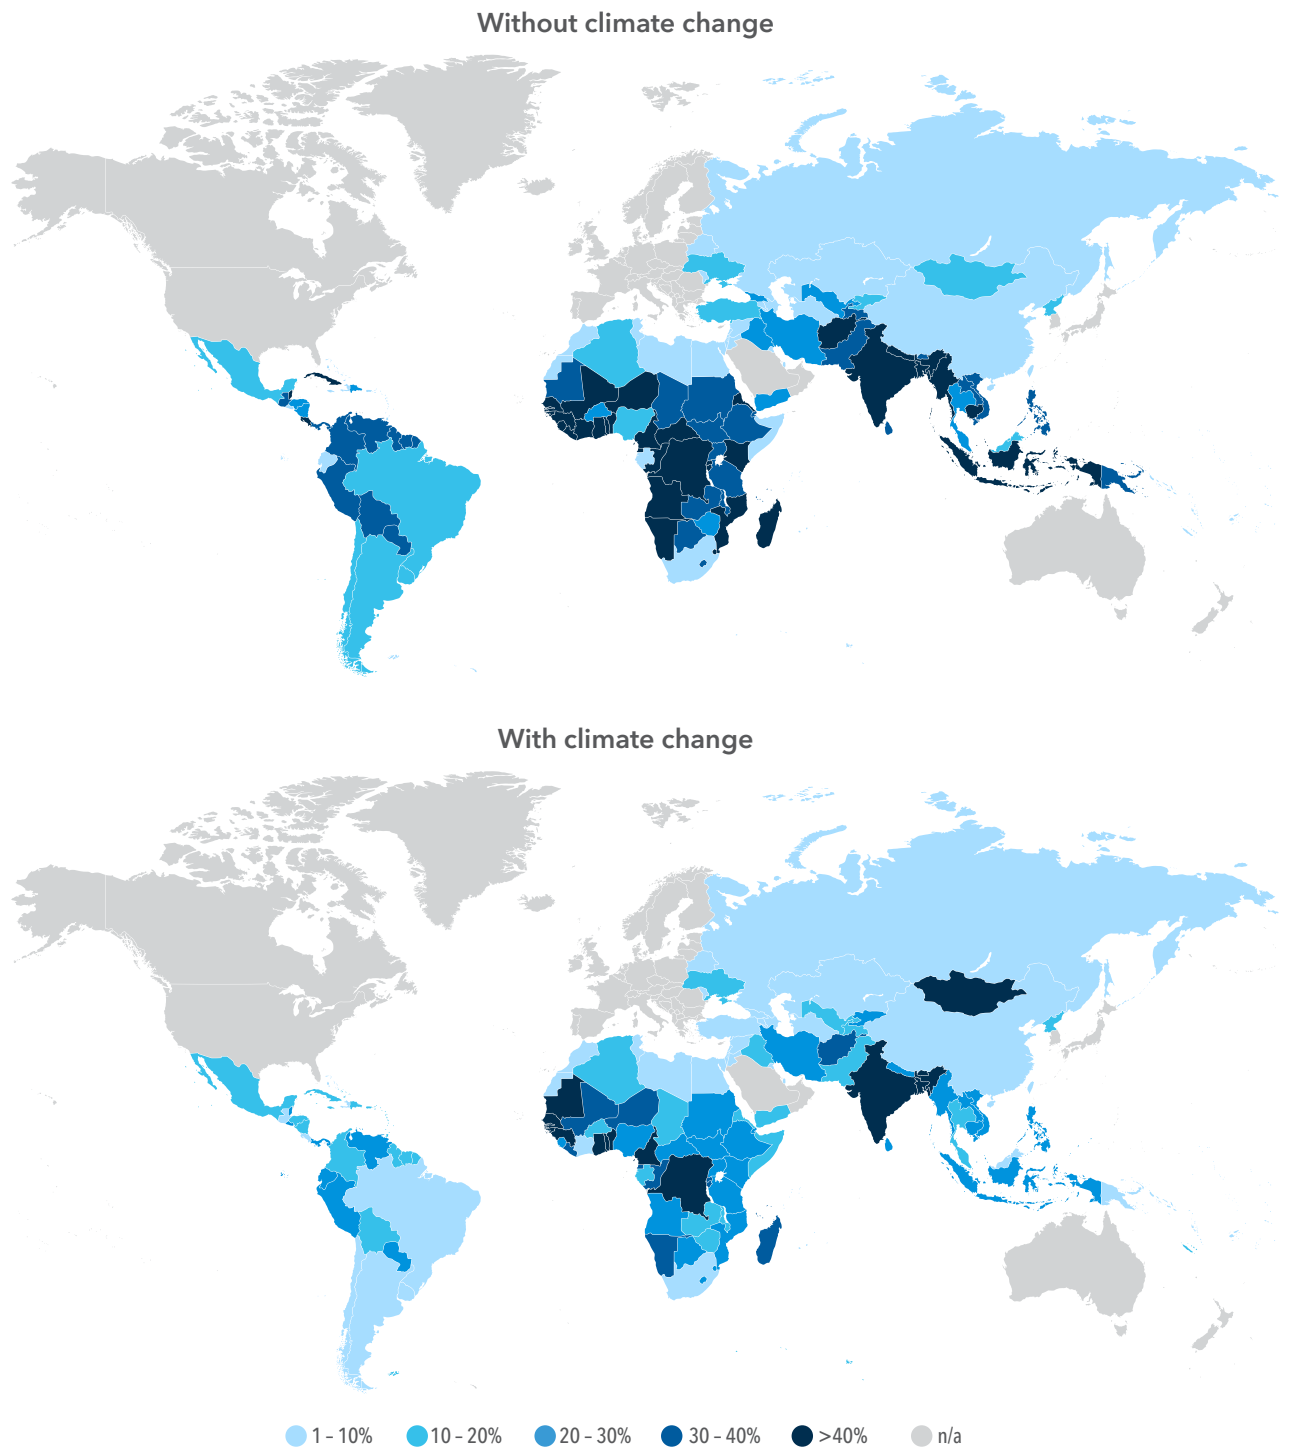 Without climate change
With climate change
1 – 10% 10 – 20% 20 – 30% 30 – 40% >40% n/a